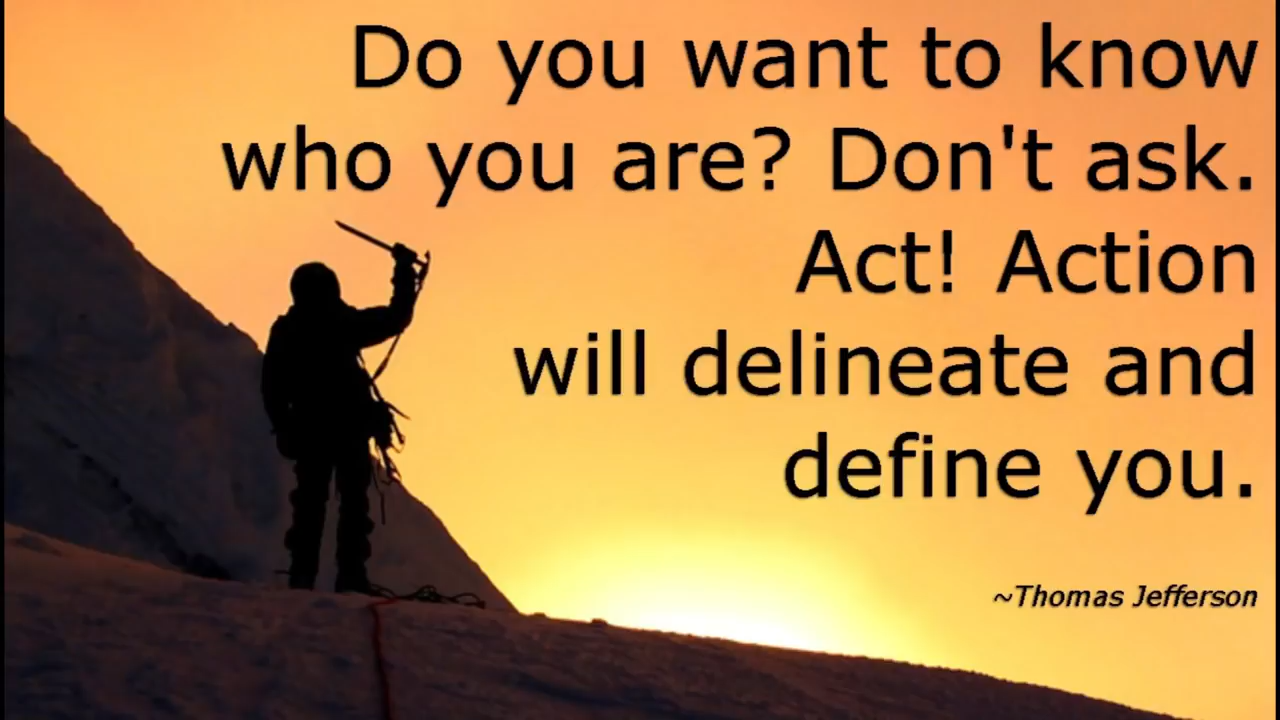 Do you want to know
who you are? Don't ask.
Act! Action
will delineate and
define you.
~Thomas Jefferson